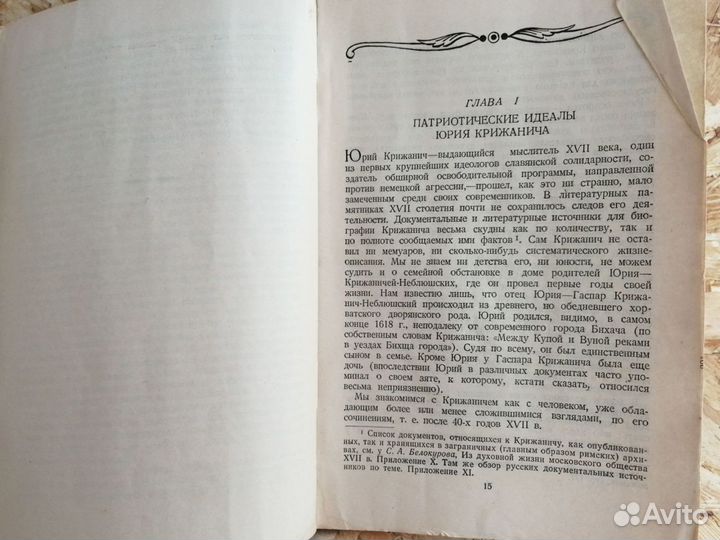 ГЛАВА I
ПАТРИОТИЧЕСКИЕ ИДЕАЛЫ
ЮРИЯ КРИЖАНИЧА
Юрий Крижанич—выдающийся мыслитель XVII века, один
из первых крупнейших идеологов славянской солидарности, со-
здатель обширной освободительной программы, направленной
против немецкой агрессии,—прошел, как это ни странно, мало
замеченным среди своих современников. В литературных па-
мятниках XVII столетия почти не сохранилось следов его дея-
тельности. Документальные и литературные источники для био-
графии Крижанича весьма скудны как по количеству, так и
по полноте сообщаемых ими фактов ¹. Сам Крижанич не оста-
вил ни мемуаров, ни сколько-нибудь систематического жизне-
описания. Мы не знаем ни детства его, ни юности, не можем
судить и о семейной обстановке в доме родителей Юрия—
Крижаничей-Неблюшских, где он провел первые годы своей
жизни. Нам известно лишь, что отец Юрия—Гаспар Крижа-
нич-Неблюшский происходил из древнего, но обедневшего хор-
ватского дворянского рода. Юрий родился, видимо, в самом
конце 1618 г., неподалеку от современного города Бихача (по
собственным словам Крижанича: «Между Купой и Вуной реками
в уездах Бихща города»). Судя по всему, он был единственным
сыном в семье. Кроме Юрия у Гаспара Крижанича была еще
дочь (впоследствии Юрий в различных документах часто упо-
минал о своем зяте, к которому, кстати сказать, относился
весьма неприязненно).
Мы знакомимся с Крижаничем как с человеком, уже обла-
дающим более или менее сложившимися взглядами, по его
сочинениям, т. е. после 40-х годов XVII в.
¹ Список документов, относящихся к Крижаничу, как опубликован-
ных, так и хранящихся в заграничных (главным образом римских) архи-
вах, см. у С. А. Белокурова, Из духовной жизни московского общества
XVII в. Приложение X. Там же обзор русских документальных источ-
ников по теме. Приложение XI.
15
Avito